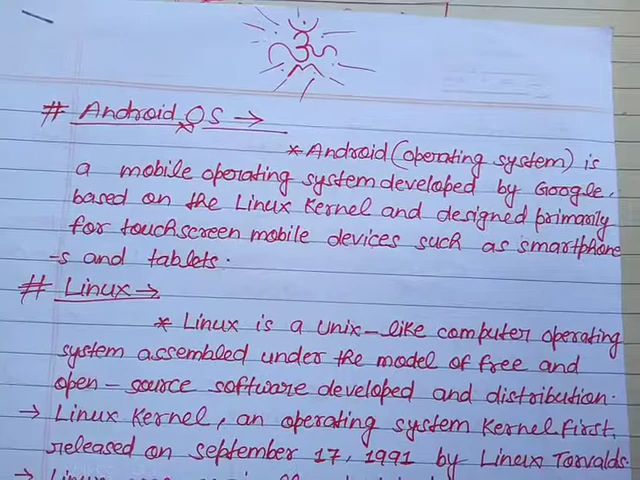 # Android OS →
* Android (operating system) is
a mobile operating system developed by Google,
based on the Linux Kernel and designed primarily
for touchscreen mobile devices such as smartphone
-s and tablets.
# Linux →
* Linux is a Unix-like computer operating
system assembled under the model of free and
open-source software developed and distribution.
→ Linux Kernel, an operating system Kernel first,
released on september 17, 1991 by Lineux Torvalds
→ Linux